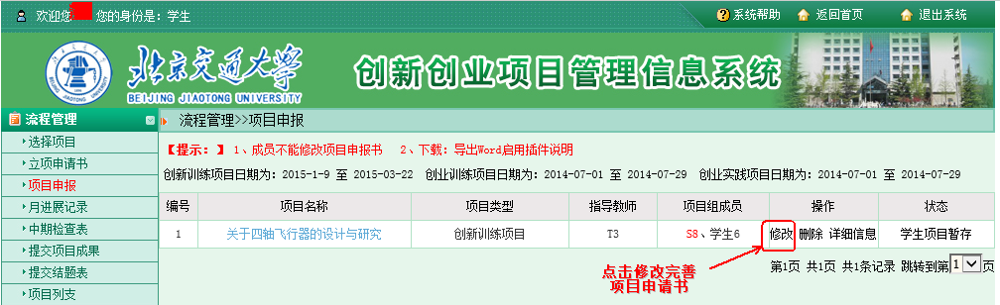 欢迎您 您的身份是：学生
系统帮助 返回首页 退出系统
北京交通大学
BEIJING JIAOTONG UNIVERSITY
创新创业项目管理信息系统
流程管理
选择项目
立项申请书
项目申报
月进展记录
中期检查表
提交项目成果
提交结题表
项目列支
流程管理>>项目申报
【提示：】 1、成员不能修改项目申报书 2、下载：导出Word启用插件说明
创新训练项目日期为：2015-1-9 至 2015-03-22 创业训练项目日期为：2014-07-01 至 2014-07-29 创业实践项目日期为：2014-07-01 至 2014-07-29
编号 项目名称 项目类型 指导教师 项目组成员 操作 状态
1 关于四轴飞行器的设计与研究 创新训练项目 T3 S8、学生6 修改 删除 详细信息 学生项目暂存
第1页 共1页 共1条记录 跳转到第 1 页
点击修改完善
项目申请书